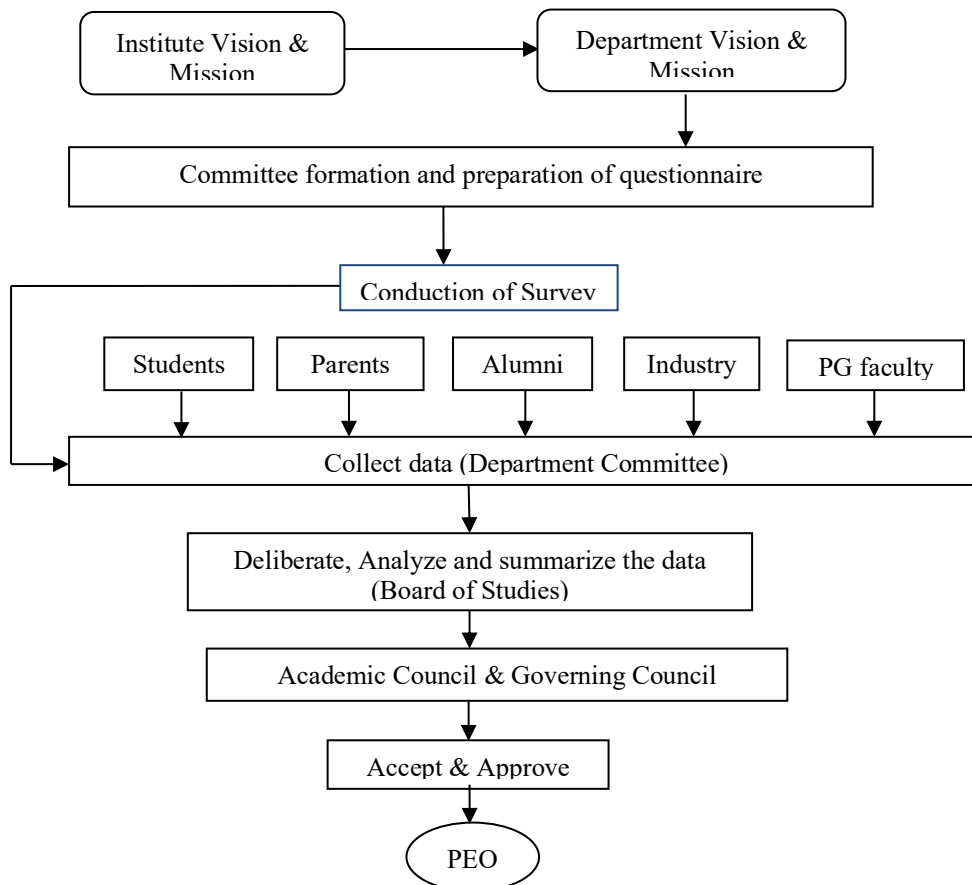 Institute Vision &
Mission
Department Vision &
Mission
Committee formation and preparation of questionnaire
Conduction of Survey
Students
Parents
Alumni
Industry
PG faculty
Collect data (Department Committee)
Deliberate, Analyze and summarize the data
(Board of Studies)
Academic Council & Governing Council
Accept & Approve
PEO